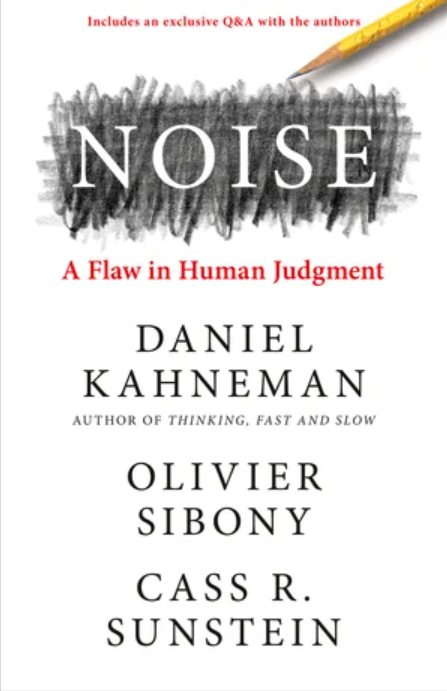 Includes an exclusive Q&A with the authors
NOISE
A Flaw in Human Judgment
DANIEL
KAHNEMAN
AUTHOR OF THINKING, FAST AND SLOW
OLIVIER
SIBONY
CASS R.
SUNSTEIN